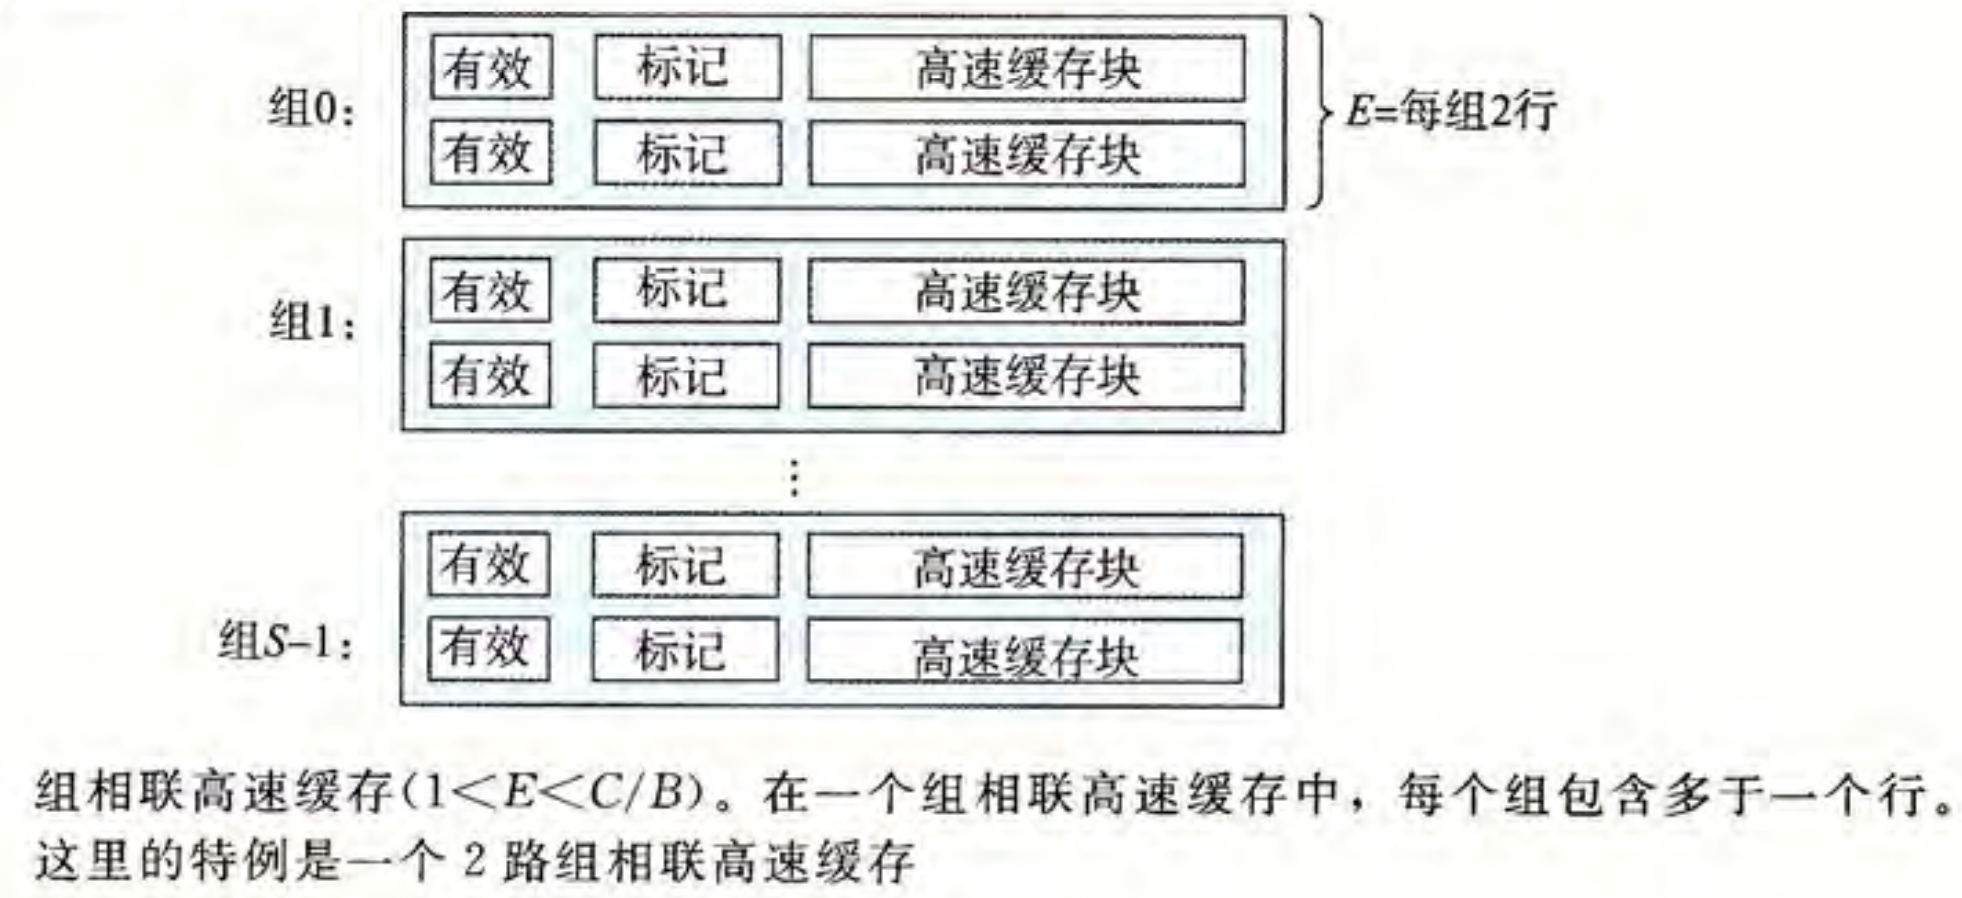 有效 标记 高速缓存块
组0: E=每组2行
有效 标记 高速缓存块
有效 标记 高速缓存块
组1:
有效 标记 高速缓存块
⋮
有效 标记 高速缓存块
组S-1:
有效 标记 高速缓存块
组相联高速缓存(1<E<C/B)。在一个组相联高速缓存中，每个组包含多于一个行。
这里的特例是一个 2 路组相联高速缓存